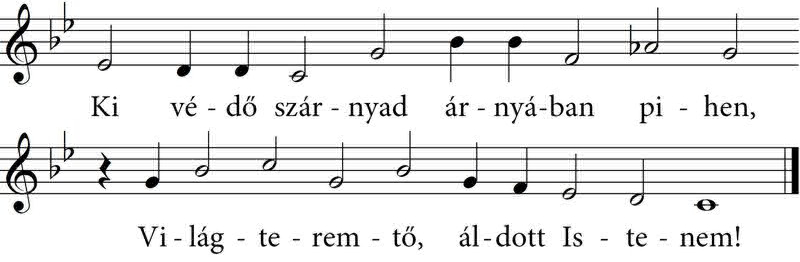 Ki vé - dő szár - nyad ár - nyá-ban pi - hen,
Vi - lág - te - rem - tő, ál - dott Is - te - nem!